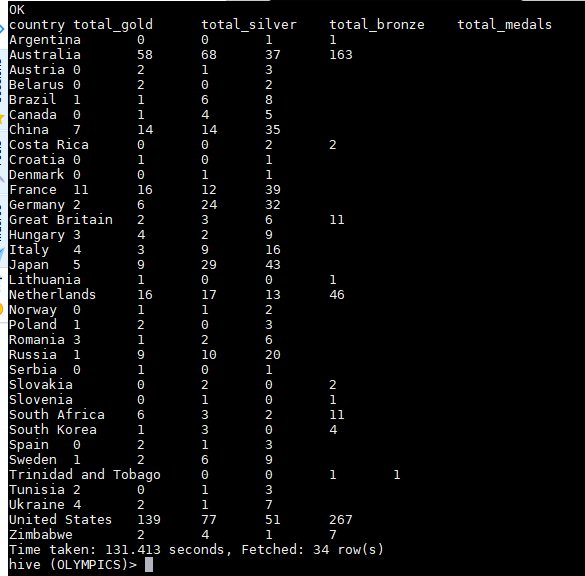 OK
country total_gold total_silver total_bronze total_medals
Argentina 0 0 1 1
Australia 58 68 37 163
Austria 0 2 1 3
Belarus 0 2 0 2
Brazil 1 1 6 8
Canada 0 1 4 5
China 7 14 14 35
Costa Rica 0 0 2 2
Croatia 0 1 0 1
Denmark 0 0 1 1
France 11 16 12 39
Germany 2 6 24 32
Great Britain 2 3 6 11
Hungary 3 4 2 9
Italy 4 3 9 16
Japan 5 9 29 43
Lithuania 1 0 0 1
Netherlands 16 17 13 46
Norway 0 1 1 2
Poland 1 2 0 3
Romania 3 1 2 6
Russia 1 9 10 20
Serbia 0 1 0 1
Slovakia 0 2 0 2
Slovenia 0 1 0 1
South Africa 6 3 2 11
South Korea 1 3 0 4
Spain 0 2 1 3
Sweden 1 2 6 9
Trinidad and Tobago 0 0 1 1
Tunisia 2 0 1 3
Ukraine 4 2 1 7
United States 139 77 51 267
Zimbabwe 2 4 1 7
Time taken: 131.413 seconds, Fetched: 34 row(s)
hive (OLYMPICS)>